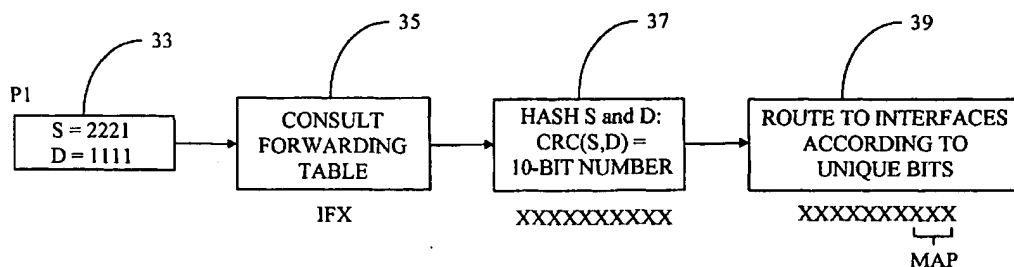 33
35
37
39
P1
S = 2221
D = 1111
CONSULT
FORWARDING
TABLE
HASH S and D:
CRC(S,D) =
10-BIT NUMBER
ROUTE TO INTERFACES
ACCORDING TO
UNIQUE BITS
IFX
XXXXXXXXXX
XXXXXXXXXX
MAP